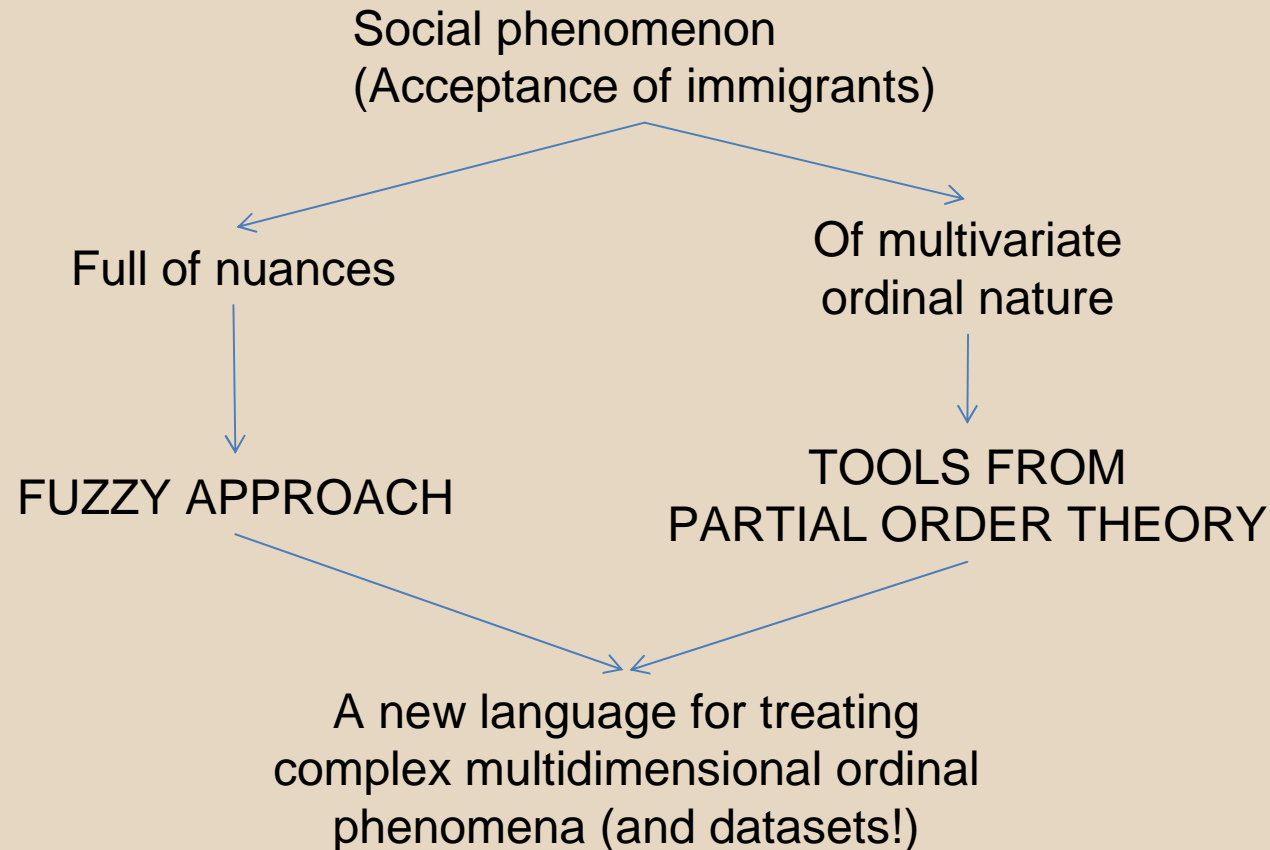 Social phenomenon
(Acceptance of immigrants)
Full of nuances
Of multivariate
ordinal nature
FUZZY APPROACH
TOOLS FROM
PARTIAL ORDER THEORY
A new language for treating
complex multidimensional ordinal
phenomena (and datasets!)